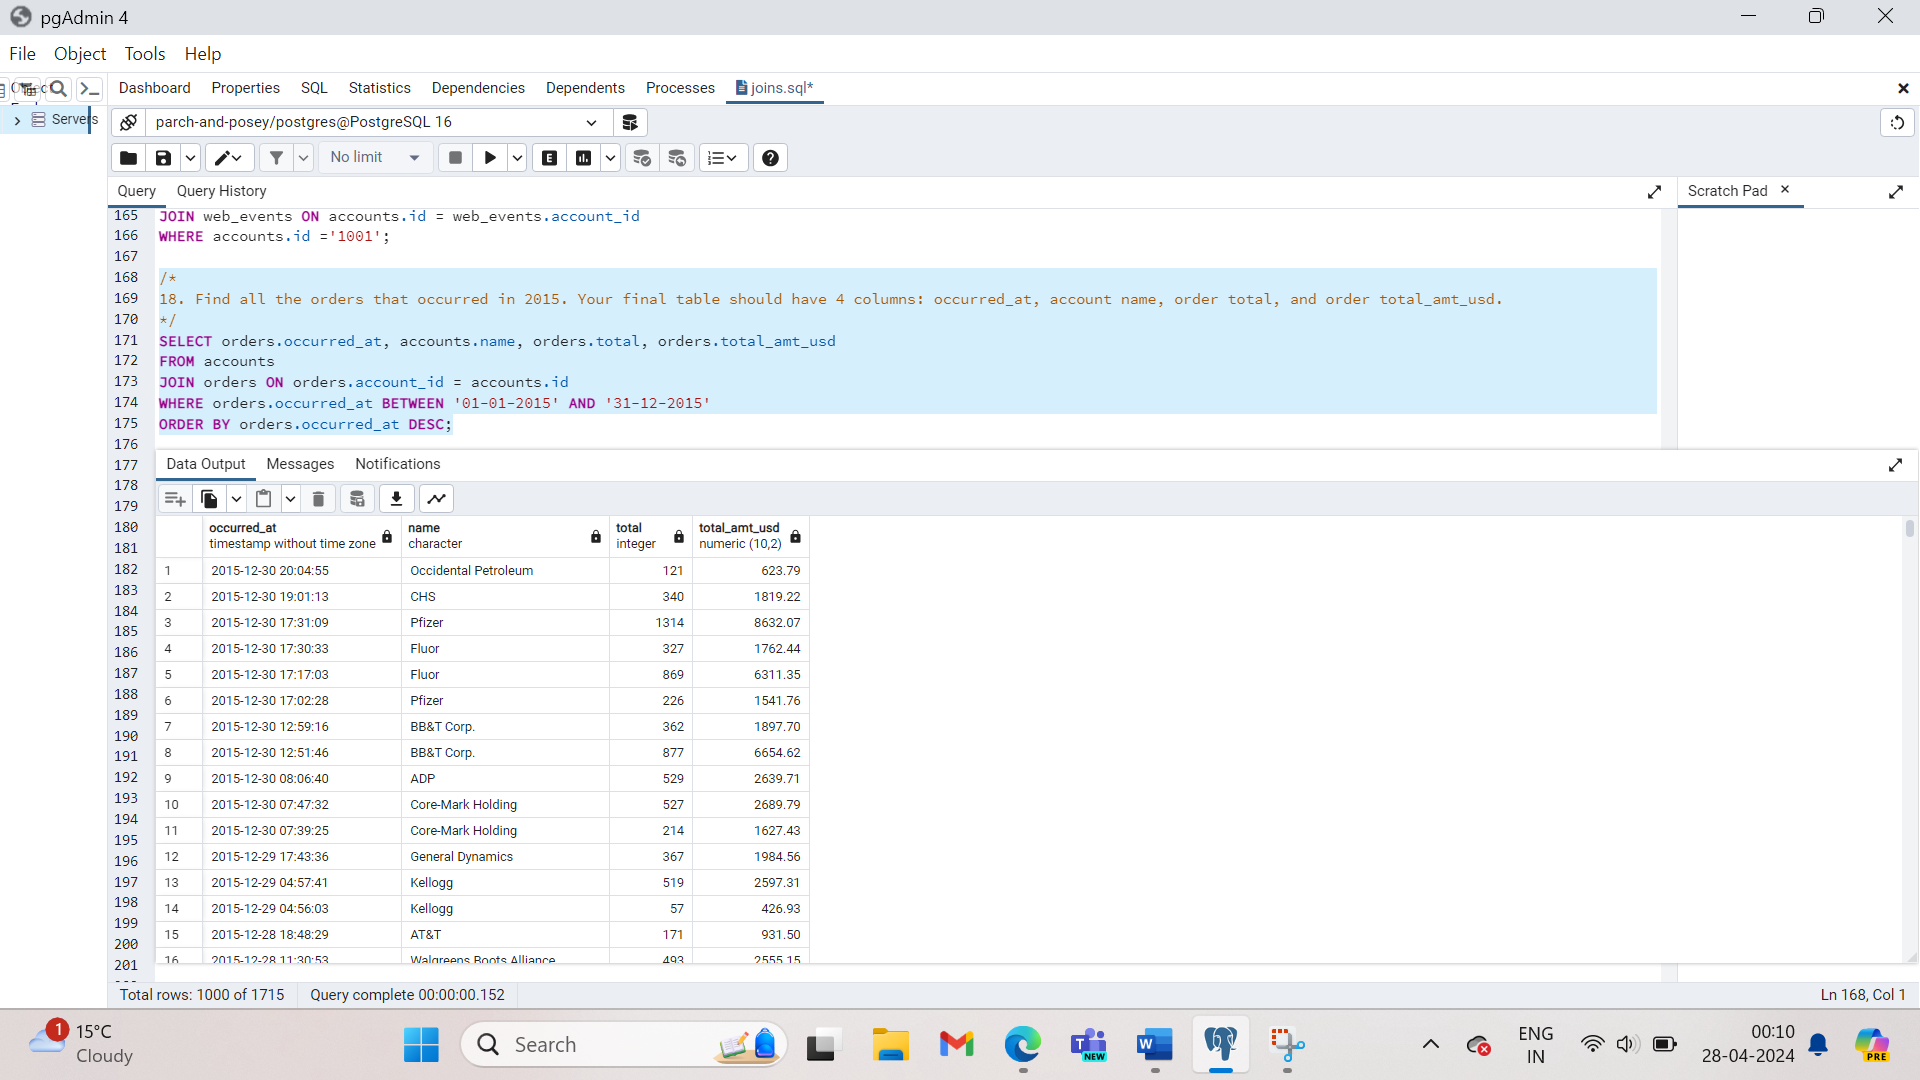 pgAdmin 4
File Object Tools Help
Dashboard Properties SQL Statistics Dependencies Dependents Processes joins.sql*
Servers
parch-and-posey/postgres@PostgreSQL 16
No limit
Query Query History
Scratch Pad
165 JOIN web_events ON accounts.id = web_events.account_id
166 WHERE accounts.id ='1001';
167
168 /*
169 18. Find all the orders that occurred in 2015. Your final table should have 4 columns: occurred_at, account name, order total, and order total_amt_usd.
170 */
171 SELECT orders.occurred_at, accounts.name, orders.total, orders.total_amt_usd
172 FROM accounts
173 JOIN orders ON orders.account_id = accounts.id
174 WHERE orders.occurred_at BETWEEN '01-01-2015' AND '31-12-2015'
175 ORDER BY orders.occurred_at DESC;
176
177
178
179
180
181
182
183
184
185
186
187
188
189
190
191
192
193
194
195
196
197
198
199
200
201
Data Output Messages Notifications
occurred_at name total total_amt_usd
timestamp without time zone character integer numeric (10,2)
1 2015-12-30 20:04:55 Occidental Petroleum 121 623.79
2 2015-12-30 19:01:13 CHS 340 1819.22
3 2015-12-30 17:31:09 Pfizer 1314 8632.07
4 2015-12-30 17:30:33 Fluor 327 1762.44
5 2015-12-30 17:17:03 Fluor 869 6311.35
6 2015-12-30 17:02:28 Pfizer 226 1541.76
7 2015-12-30 12:59:16 BB&T Corp. 362 1897.70
8 2015-12-30 12:51:46 BB&T Corp. 877 6654.62
9 2015-12-30 08:06:40 ADP 529 2639.71
10 2015-12-30 07:47:32 Core-Mark Holding 527 2689.79
11 2015-12-30 07:39:25 Core-Mark Holding 214 1627.43
12 2015-12-29 17:43:36 General Dynamics 367 1984.56
13 2015-12-29 04:57:41 Kellogg 519 2597.31
14 2015-12-29 04:56:03 Kellogg 57 426.93
15 2015-12-28 18:48:29 AT&T 171 931.50
16 2015-12-28 11:30:53 Walgreens Boots Alliance 493 2555.15
Total rows: 1000 of 1715 Query complete 00:00:00.152 Ln 168, Col 1
1 15°C
Cloudy
Search
NEW
ENG
IN
00:10
28-04-2024
PRE